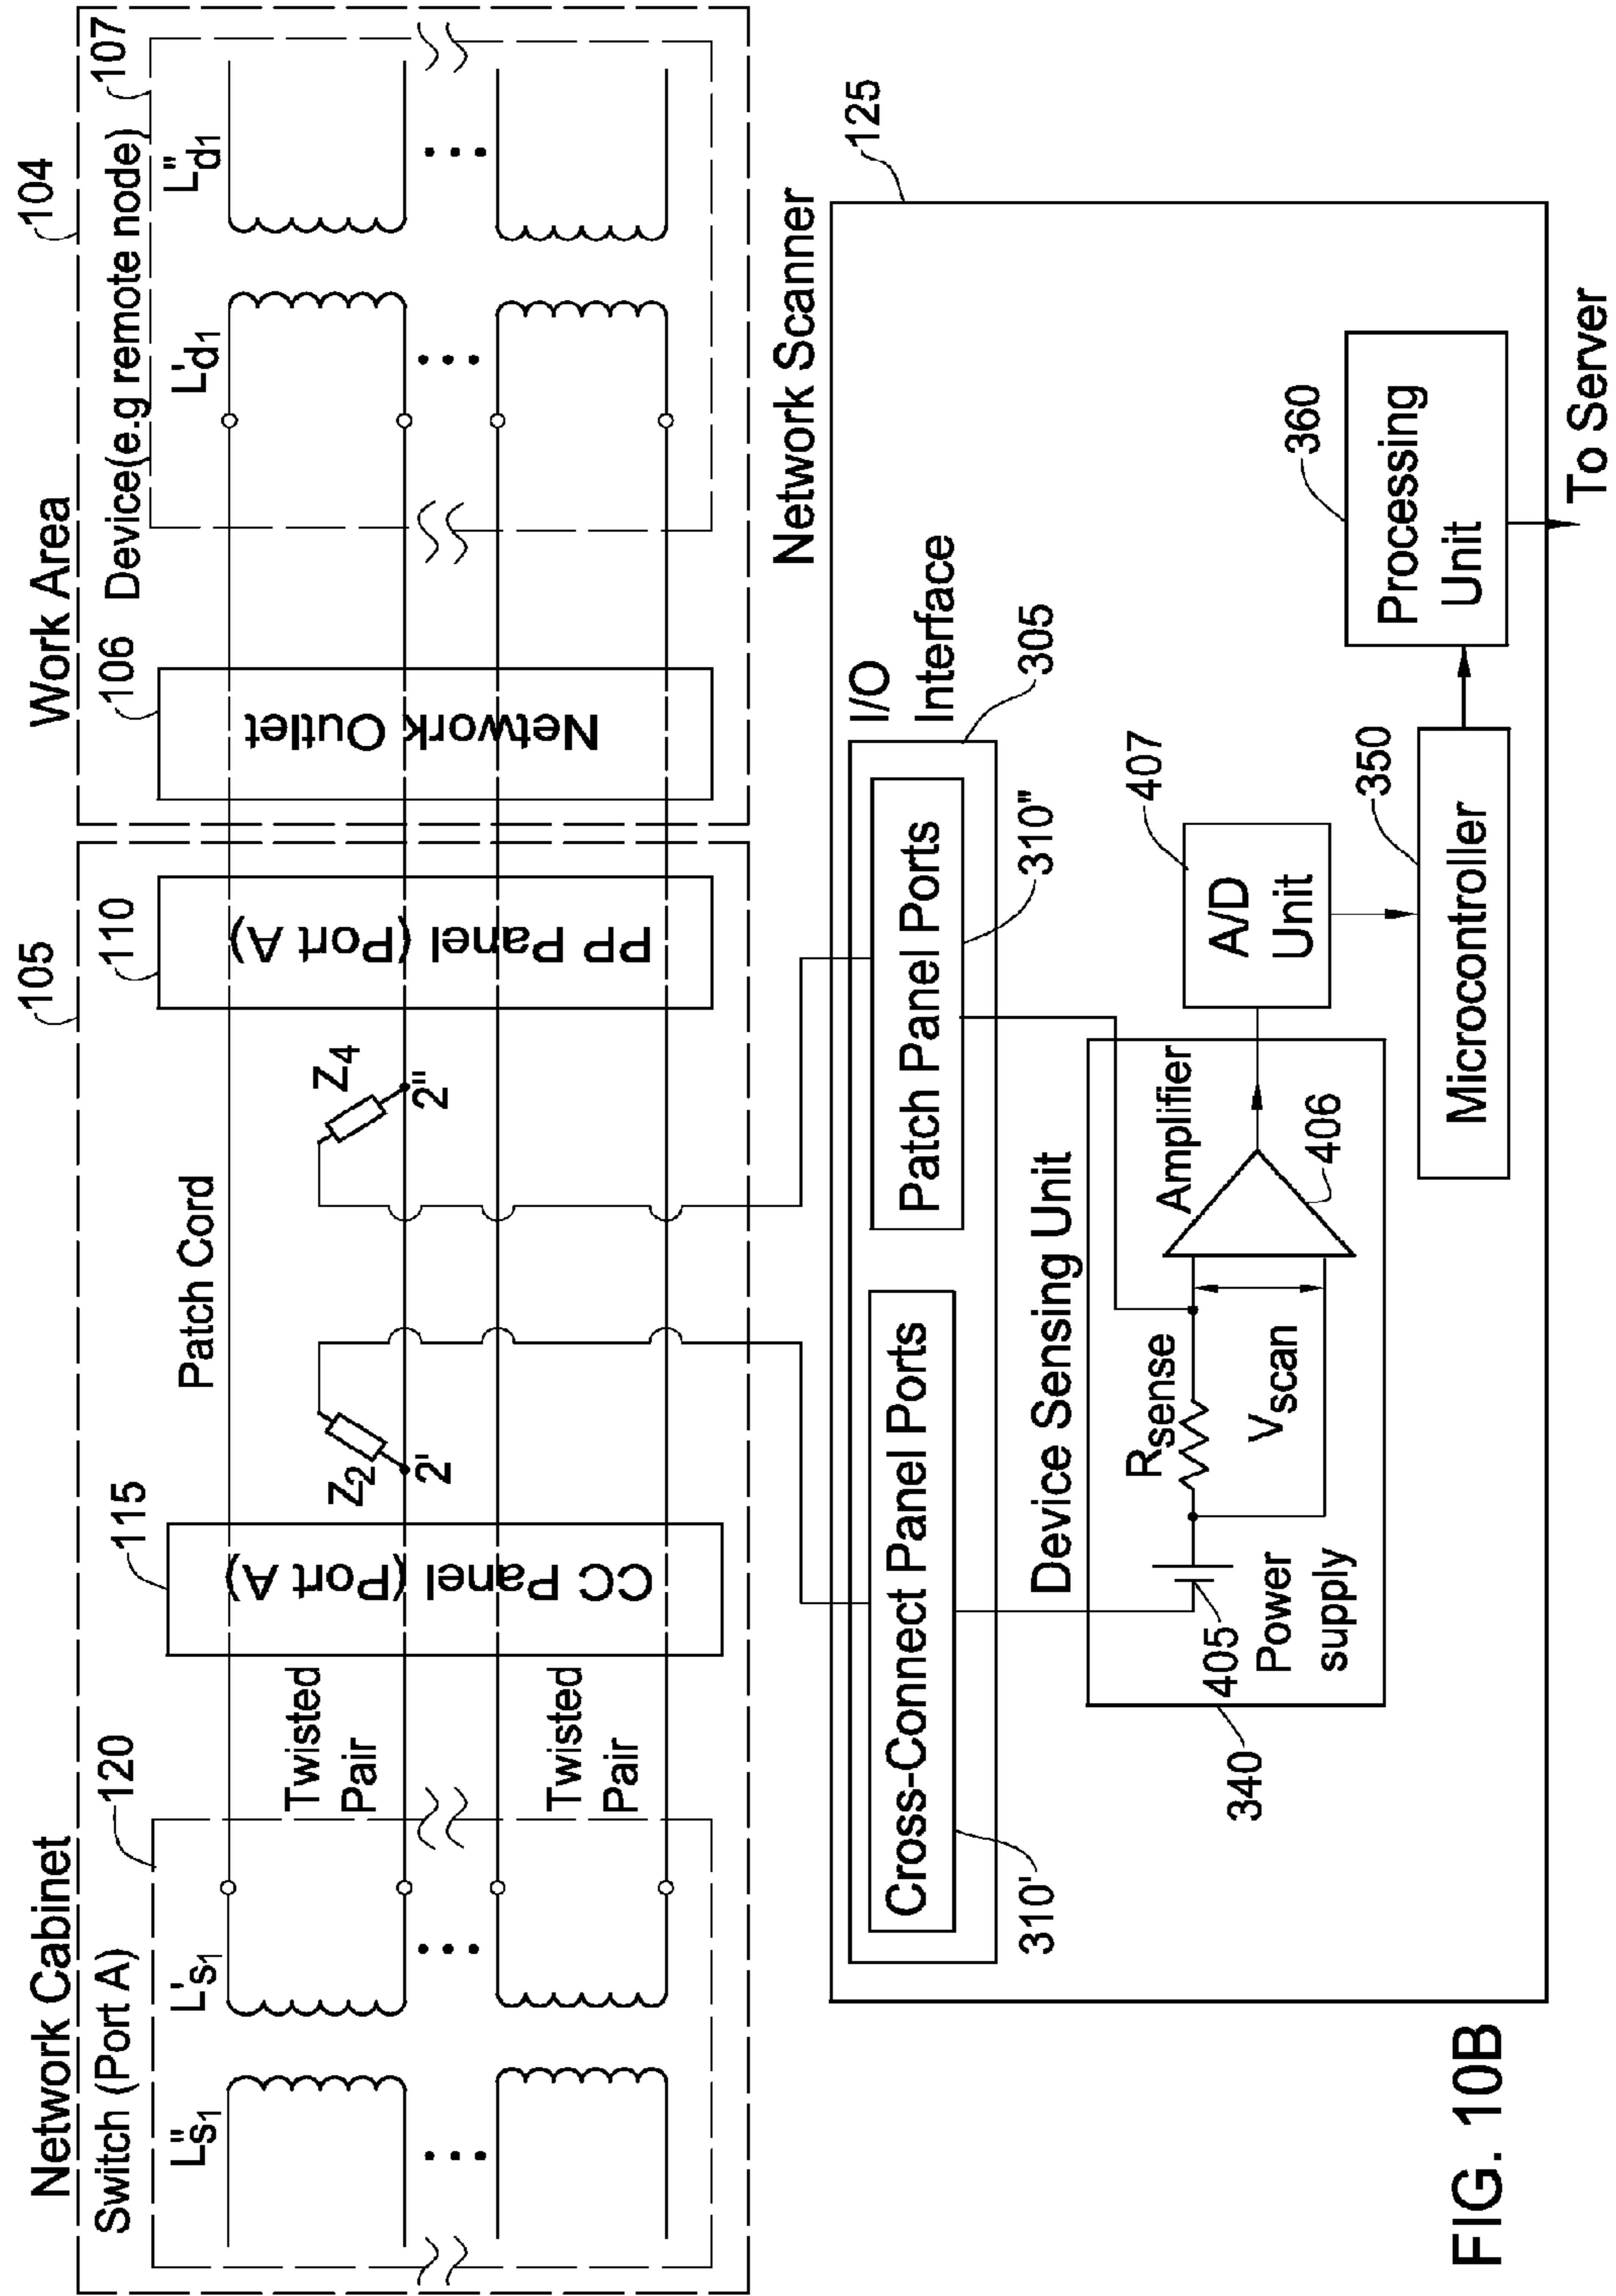 Network Cabinet
105
Work Area
104
Switch (Port A)
120
115
110
106
Device(e.g remote node)
107
L"s1
L's1
Twisted
Pair
Twisted
Pair
CC Panel (Port A)
Patch Cord
Z2
2'
Z4
2"
PP Panel (Port A)
Network Outlet
L'd1
L"d1
Network Scanner
125
I/O
Interface
305
Cross-Connect Panel Ports
310'
Patch Panel Ports
310"
Device Sensing Unit
340
405
Power
supply
Rsense
Vscan
Amplifier
406
A/D
Unit
407
Microcontroller
350
Processing
Unit
360
To Server
FIG. 10B